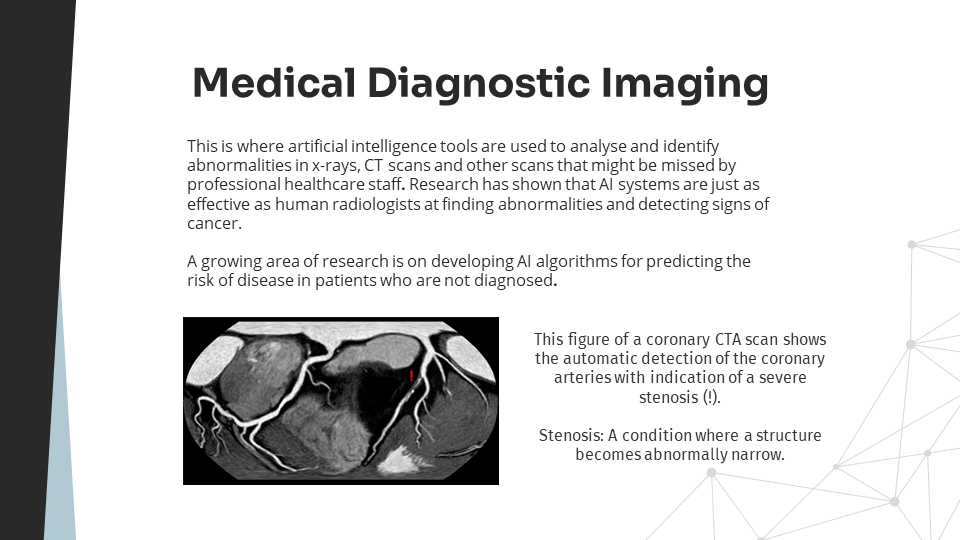 Medical Diagnostic Imaging
This is where artificial intelligence tools are used to analyse and identify
abnormalities in x-rays, CT scans and other scans that might be missed by
professional healthcare staff. Research has shown that AI systems are just as
effective as human radiologists at finding abnormalities and detecting signs of
cancer.
A growing area of research is on developing AI algorithms for predicting the
risk of disease in patients who are not diagnosed.
!
This figure of a coronary CTA scan shows
the automatic detection of the coronary
arteries with indication of a severe
stenosis (!).
Stenosis: A condition where a structure
becomes abnormally narrow.